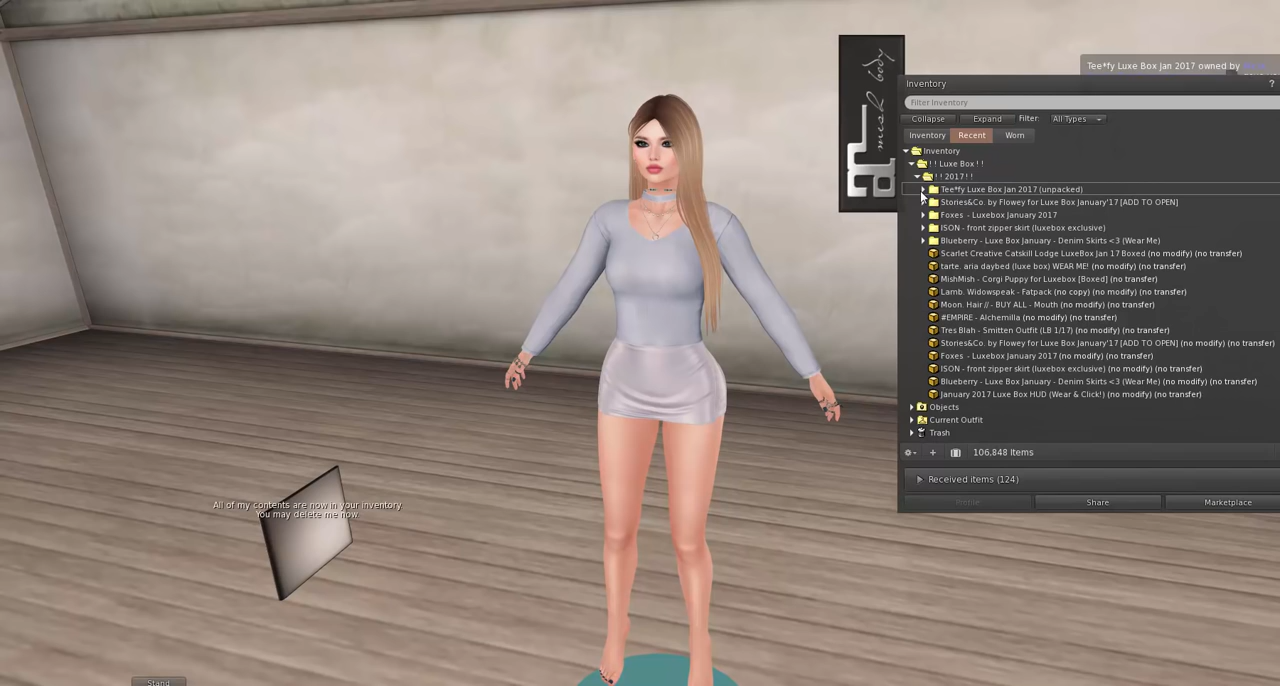 Tee*fy Luxe Box Jan 2017 owned by
Inventory
?
Filter Inventory
Collapse
Expand
Filter:
All Types
Inventory
Recent
Worn
Inventory
! ! Luxe Box ! !
! ! 2017 ! !
Tee*fy Luxe Box Jan 2017 (unpacked)
Stories&Co. by Flowey for Luxe Box January'17 [ADD TO OPEN]
Foxes - Luxebox January 2017
ISON - front zipper skirt (luxebox exclusive)
Blueberry - Luxe Box January - Denim Skirts <3 (Wear Me)
Scarlet Creative Catskill Lodge LuxeBox Jan 17 Boxed (no modify) (no transfer)
tarte. aria daybed (luxe box) WEAR ME! (no modify) (no transfer)
MishMish - Corgi Puppy for Luxebox [Boxed] (no transfer)
Lamb. Widowspeak - Fatpack (no copy) (no modify) (no transfer)
Moon. Hair // - BUY ALL - Mouth (no modify) (no transfer)
#EMPIRE - Alchemilla (no modify) (no transfer)
Tres Blah - Smitten Outfit (LB 1/17) (no modify) (no transfer)
Stories&Co. by Flowey for Luxe Box January'17 [ADD TO OPEN] (no modify) (no transfer)
Foxes - Luxebox January 2017 (no modify) (no transfer)
ISON - front zipper skirt (luxebox exclusive) (no modify) (no transfer)
Blueberry - Luxe Box January - Denim Skirts <3 (Wear Me) (no modify) (no transfer)
January 2017 Luxe Box HUD (Wear & Click!) (no modify) (no transfer)
Objects
Current Outfit
Trash
106,848 Items
Received items (124)
Profile
Share
Marketplace
mesh body
All of my contents are now in your inventory
You may delete me now.
Stand